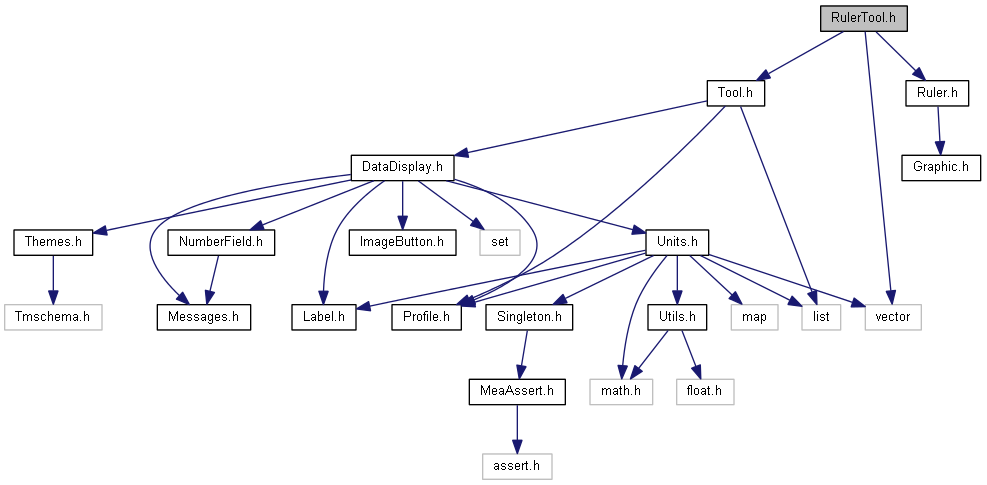 RulerTool.h
Tool.h
Ruler.h
DataDisplay.h
Graphic.h
Themes.h
NumberField.h
ImageButton.h
set
Units.h
Tmschema.h
Messages.h
Label.h
Profile.h
Singleton.h
Utils.h
map
list
vector
MeaAssert.h
math.h
float.h
assert.h